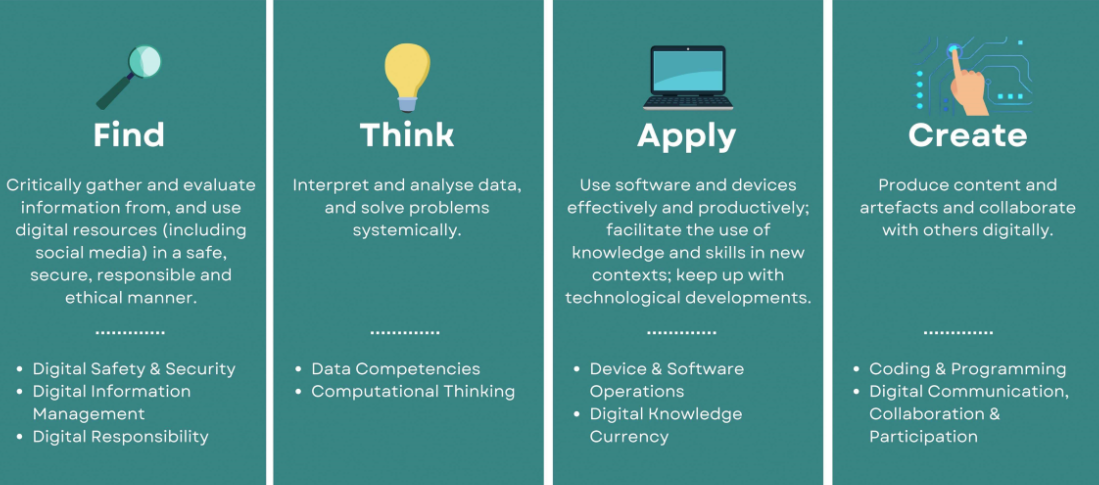 Find
Critically gather and evaluate
information from, and use
digital resources (including
social media) in a safe,
secure, responsible and
ethical manner.
• Digital Safety & Security
• Digital Information
Management
• Digital Responsibility
Think
Interpret and analyse data,
and solve problems
systemically.
• Data Competencies
• Computational Thinking
Apply
Use software and devices
effectively and productively;
facilitate the use of
knowledge and skills in new
contexts; keep up with
technological developments.
• Device & Software
Operations
• Digital Knowledge
Currency
Create
Produce content and
artefacts and collaborate
with others digitally.
• Coding & Programming
• Digital Communication,
Collaboration &
Participation